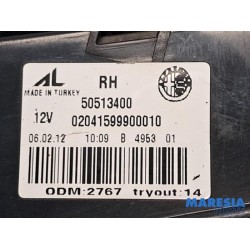 AL RH
MADE IN TURKEY
50513400
12V 02041599900010
06.02.12 10:09 B 4953 01
ODM:2767 tryout:14
MARESIA